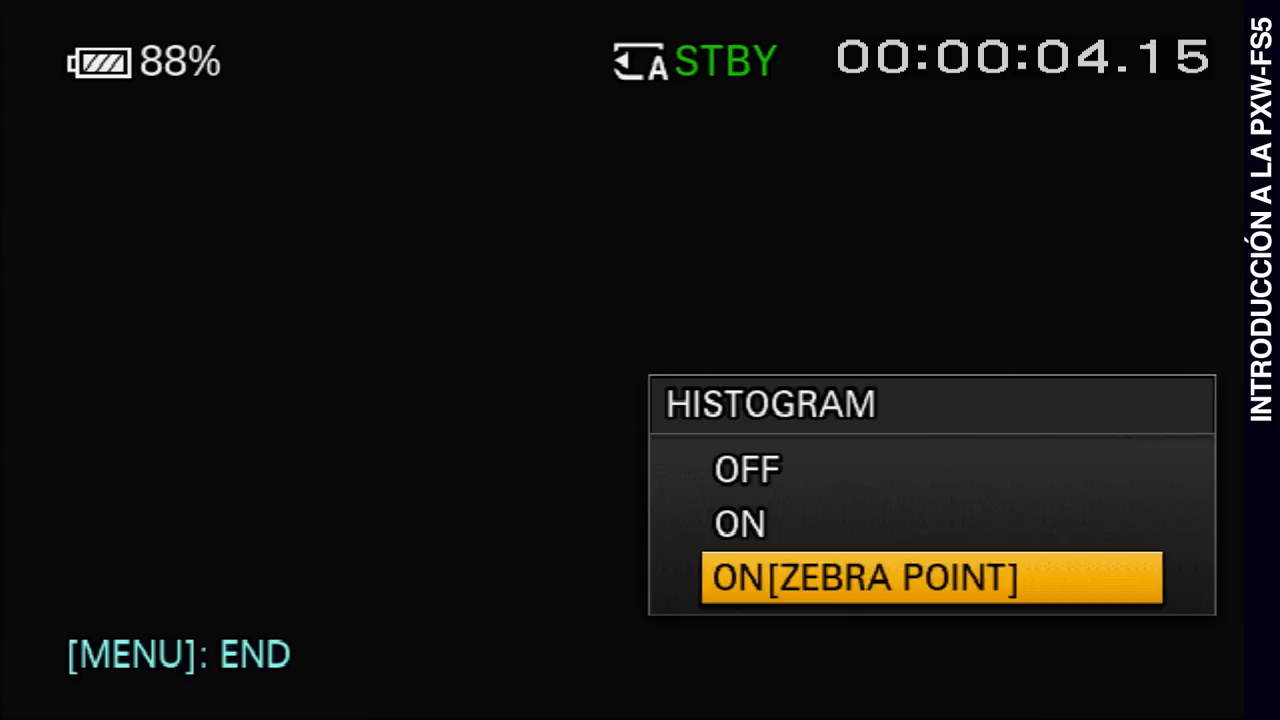 88%
A STBY 00:00:04.15
HISTOGRAM
OFF
ON
ON[ZEBRA POINT]
[MENU]: END
INTRODUCCIÓN A LA PXW-FS5